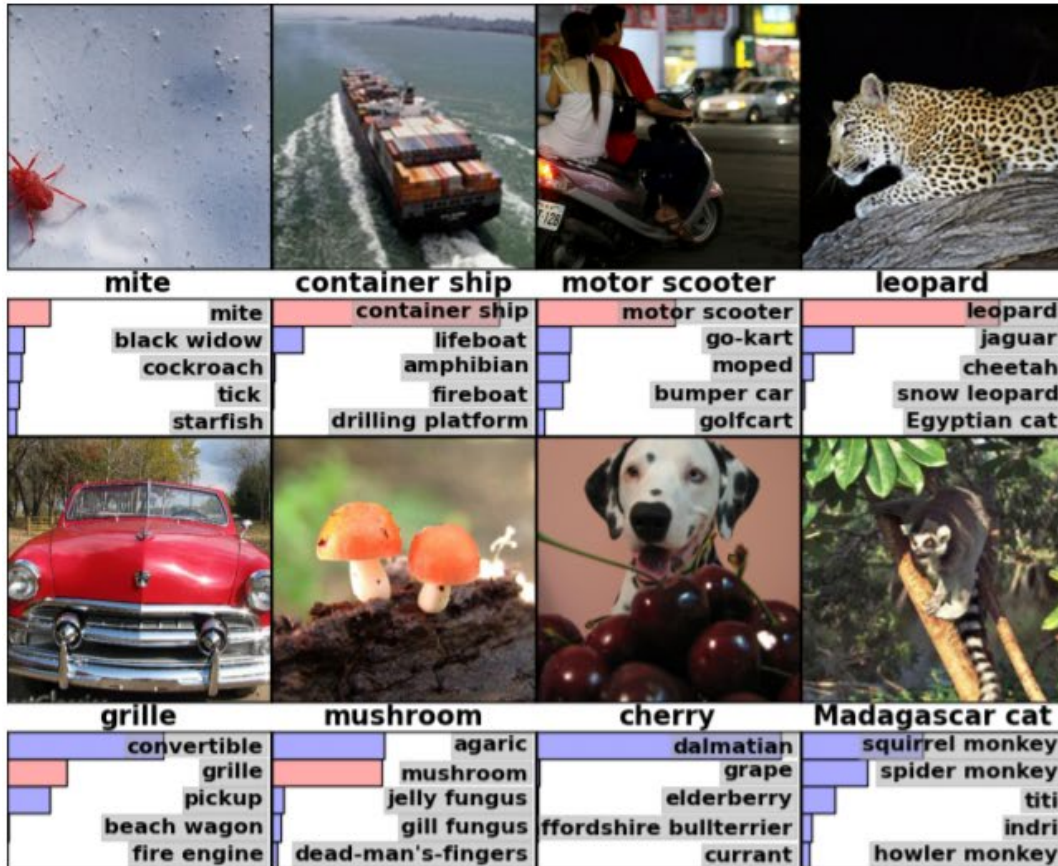 mite
container ship
motor scooter
leopard
mite
black widow
cockroach
tick
starfish
container ship
lifeboat
amphibian
fireboat
drilling platform
motor scooter
go-kart
moped
bumper car
golfcart
leopard
jaguar
cheetah
snow leopard
Egyptian cat
grille
mushroom
cherry
Madagascar cat
convertible
grille
pickup
beach wagon
fire engine
agaric
mushroom
jelly fungus
gill fungus
dead-man's-fingers
dalmatian
grape
elderberry
ffordshire bullterrier
currant
squirrel monkey
spider monkey
titi
indri
howler monkey